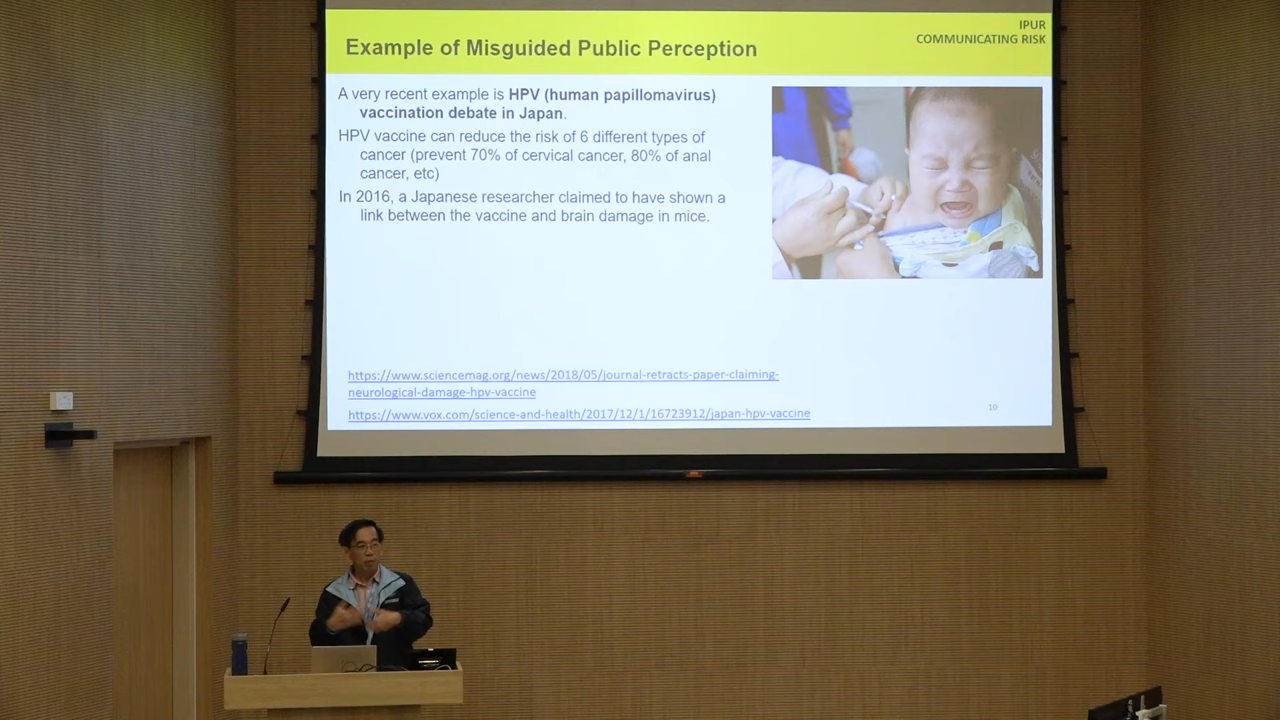 IPUR
COMMUNICATING RISK
Example of Misguided Public Perception
A very recent example is HPV (human papillomavirus)
vaccination debate in Japan.
HPV vaccine can reduce the risk of 6 different types of
cancer (prevent 70% of cervical cancer, 80% of anal
cancer, etc)
In 2016, a Japanese researcher claimed to have shown a
link between the vaccine and brain damage in mice.
https://www.sciencemag.org/news/2018/05/journal-retracts-paper-claiming-
neurological-damage-hpv-vaccine
https://www.vox.com/science-and-health/2017/12/1/16723912/japan-hpv-vaccine
10